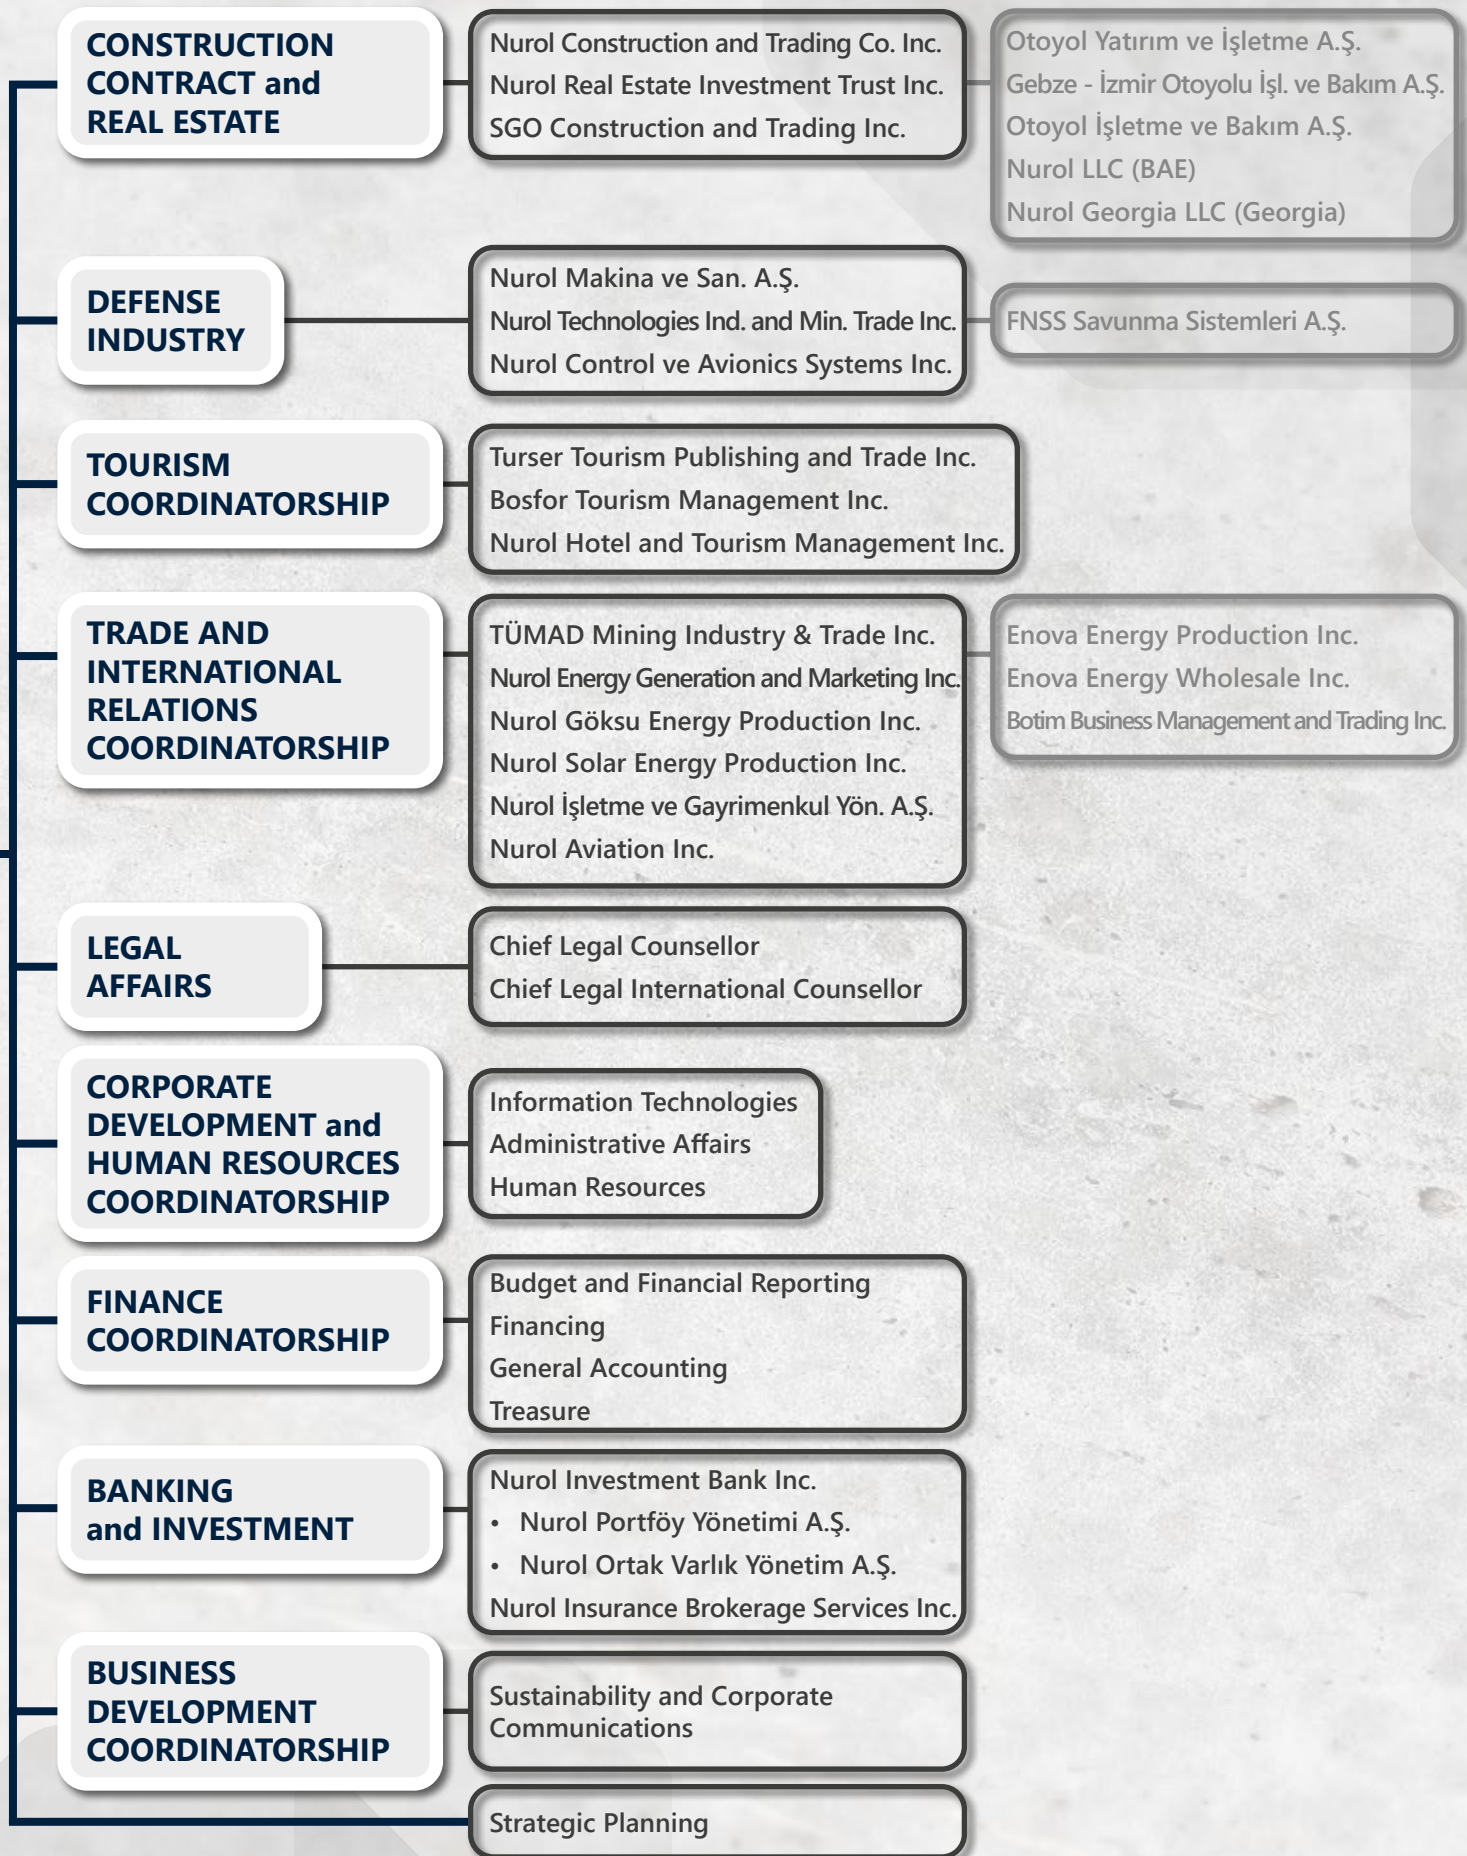 CONSTRUCTION
CONTRACT and
REAL ESTATE
Nurol Construction and Trading Co. Inc.
Nurol Real Estate Investment Trust Inc.
SGO Construction and Trading Inc.
Otoyol Yatırım ve İşletme A.Ş.
Gebze - İzmir Otoyolu İşl. ve Bakım A.Ş.
Otoyol İşletme ve Bakım A.Ş.
Nurol LLC (BAE)
Nurol Georgia LLC (Georgia)
DEFENSE
INDUSTRY
Nurol Makina ve San. A.Ş.
Nurol Technologies Ind. and Min. Trade Inc.
Nurol Control ve Avionics Systems Inc.
FNSS Savunma Sistemleri A.Ş.
TOURISM
COORDINATORSHIP
Turser Tourism Publishing and Trade Inc.
Bosfor Tourism Management Inc.
Nurol Hotel and Tourism Management Inc.
TRADE AND
INTERNATIONAL
RELATIONS
COORDINATORSHIP
TÜMAD Mining Industry & Trade Inc.
Nurol Energy Generation and Marketing Inc.
Nurol Göksu Energy Production Inc.
Nurol Solar Energy Production Inc.
Nurol İşletme ve Gayrimenkul Yön. A.Ş.
Nurol Aviation Inc.
Enova Energy Production Inc.
Enova Energy Wholesale Inc.
Botim Business Management and Trading Inc.
LEGAL
AFFAIRS
Chief Legal Counsellor
Chief Legal International Counsellor
CORPORATE
DEVELOPMENT and
HUMAN RESOURCES
COORDINATORSHIP
Information Technologies
Administrative Affairs
Human Resources
FINANCE
COORDINATORSHIP
Budget and Financial Reporting
Financing
General Accounting
Treasure
BANKING
and INVESTMENT
Nurol Investment Bank Inc.
• Nurol Portföy Yönetimi A.Ş.
• Nurol Ortak Varlık Yönetim A.Ş.
Nurol Insurance Brokerage Services Inc.
BUSINESS
DEVELOPMENT
COORDINATORSHIP
Sustainability and Corporate
Communications
Strategic Planning